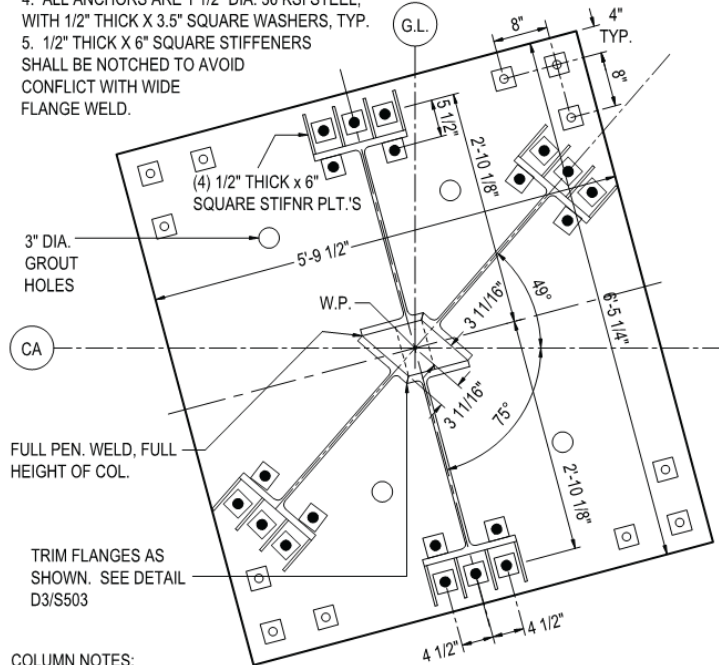 4. ALL ANCHORS ARE 1 1/2" DIA. 50 KSI STEEL,
WITH 1/2" THICK X 3.5" SQUARE WASHERS, TYP.
5. 1/2" THICK X 6" SQUARE STIFFENERS
SHALL BE NOTCHED TO AVOID
CONFLICT WITH WIDE
FLANGE WELD.
G.L.
8"
4"
TYP.
8"
5 1/2"
2'-10 1/8"
(4) 1/2" THICK x 6"
SQUARE STIFNR PLT.'S
3" DIA.
GROUT
HOLES
5'-9 1/2"
49°
6'-5 1/4"
W.P.
3 11/16"
CA
3 11/16"
75°
FULL PEN. WELD, FULL
HEIGHT OF COL.
2'-10 1/8"
TRIM FLANGES AS
SHOWN. SEE DETAIL
D3/S503
4 1/2"
4 1/2"
COLUMN NOTES: